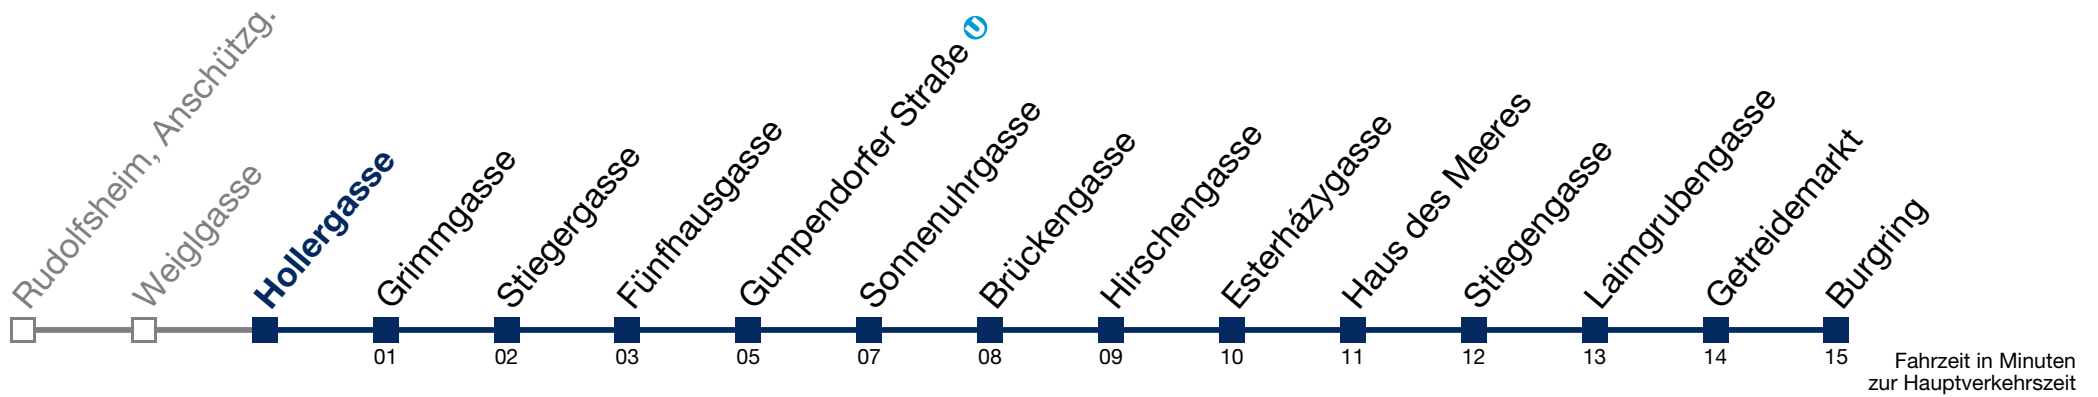 Rudolfsheim, Anschützg.
Weiglgasse
Hollergasse
Grimmgasse
Stiegergasse
Fünfhausgasse
Gumpendorfer Straße U
Sonnenuhrgasse
Brückengasse
Hirschengasse
Esterházygasse
Haus des Meeres
Stiegengasse
Laimgrubengasse
Getreidemarkt
Burgring
01 02 03 05 07 08 09 10 11 12 13 14 15
Fahrzeit in Minuten
zur Hauptverkehrszeit